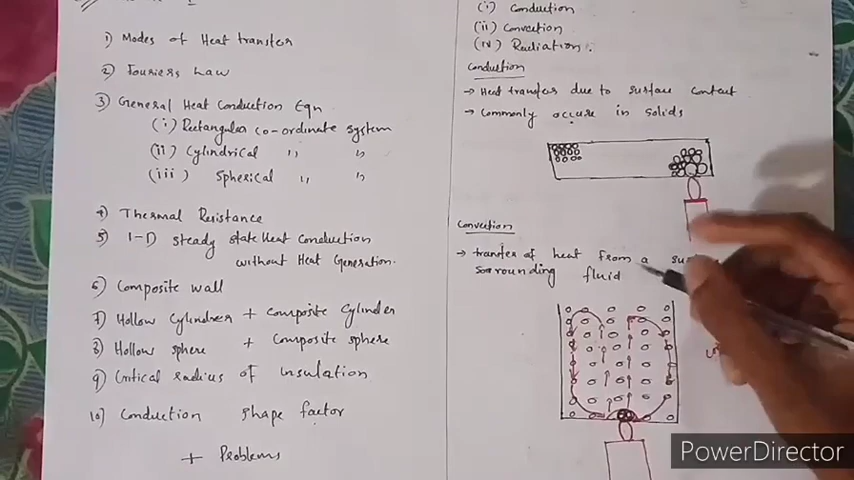 1) Modes of Heat transfer
2) Fouriers Law
3) General Heat Conduction Eqn
(i) Rectangular co-ordinate system
(ii) Cylindrical " "
(iii) Spherical " "
4) Thermal Resistance
5) 1-D steady state Heat Conduction
without Heat Generation.
6) Composite wall
7) Hollow Cylinder + Composite Cylinder
8) Hollow sphere + Composite sphere
9) Critical radius of insulation
10) Conduction shape factor
+ Problems
(i) Conduction
(ii) Convection
(iv) Radiation.
Conduction
→ Heat transfer due to surface contact
→ Commonly occure in solids
Convection
→ transfer of heat from a
sorrounding fluid
PowerDirector